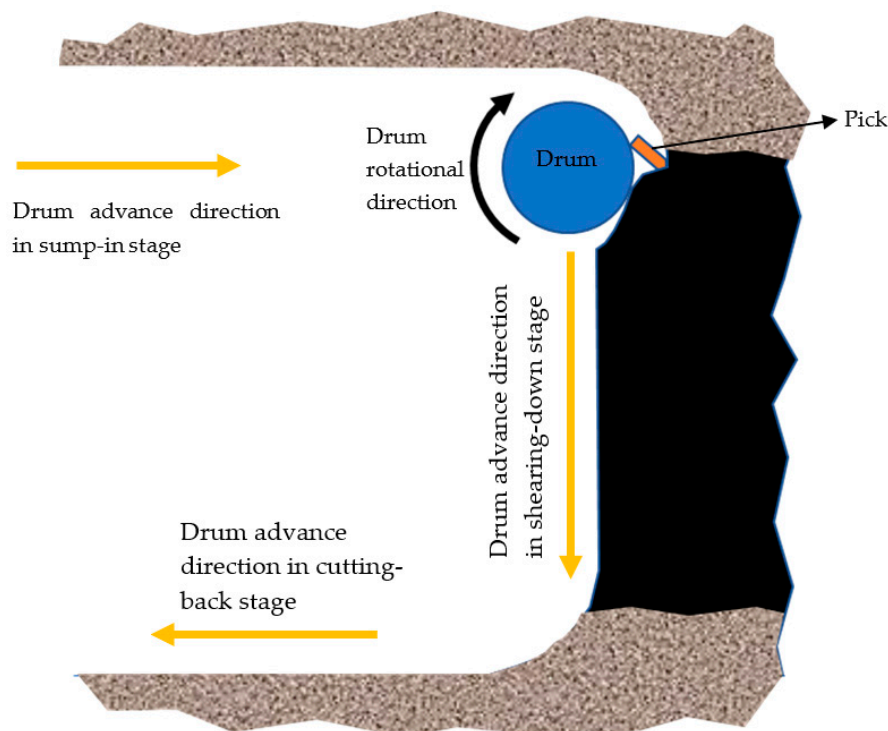 Drum
rotational
direction
Drum
Pick
Drum advance direction
in sump-in stage
Drum advance direction
in shearing-down stage
Drum advance
direction in cutting-
back stage